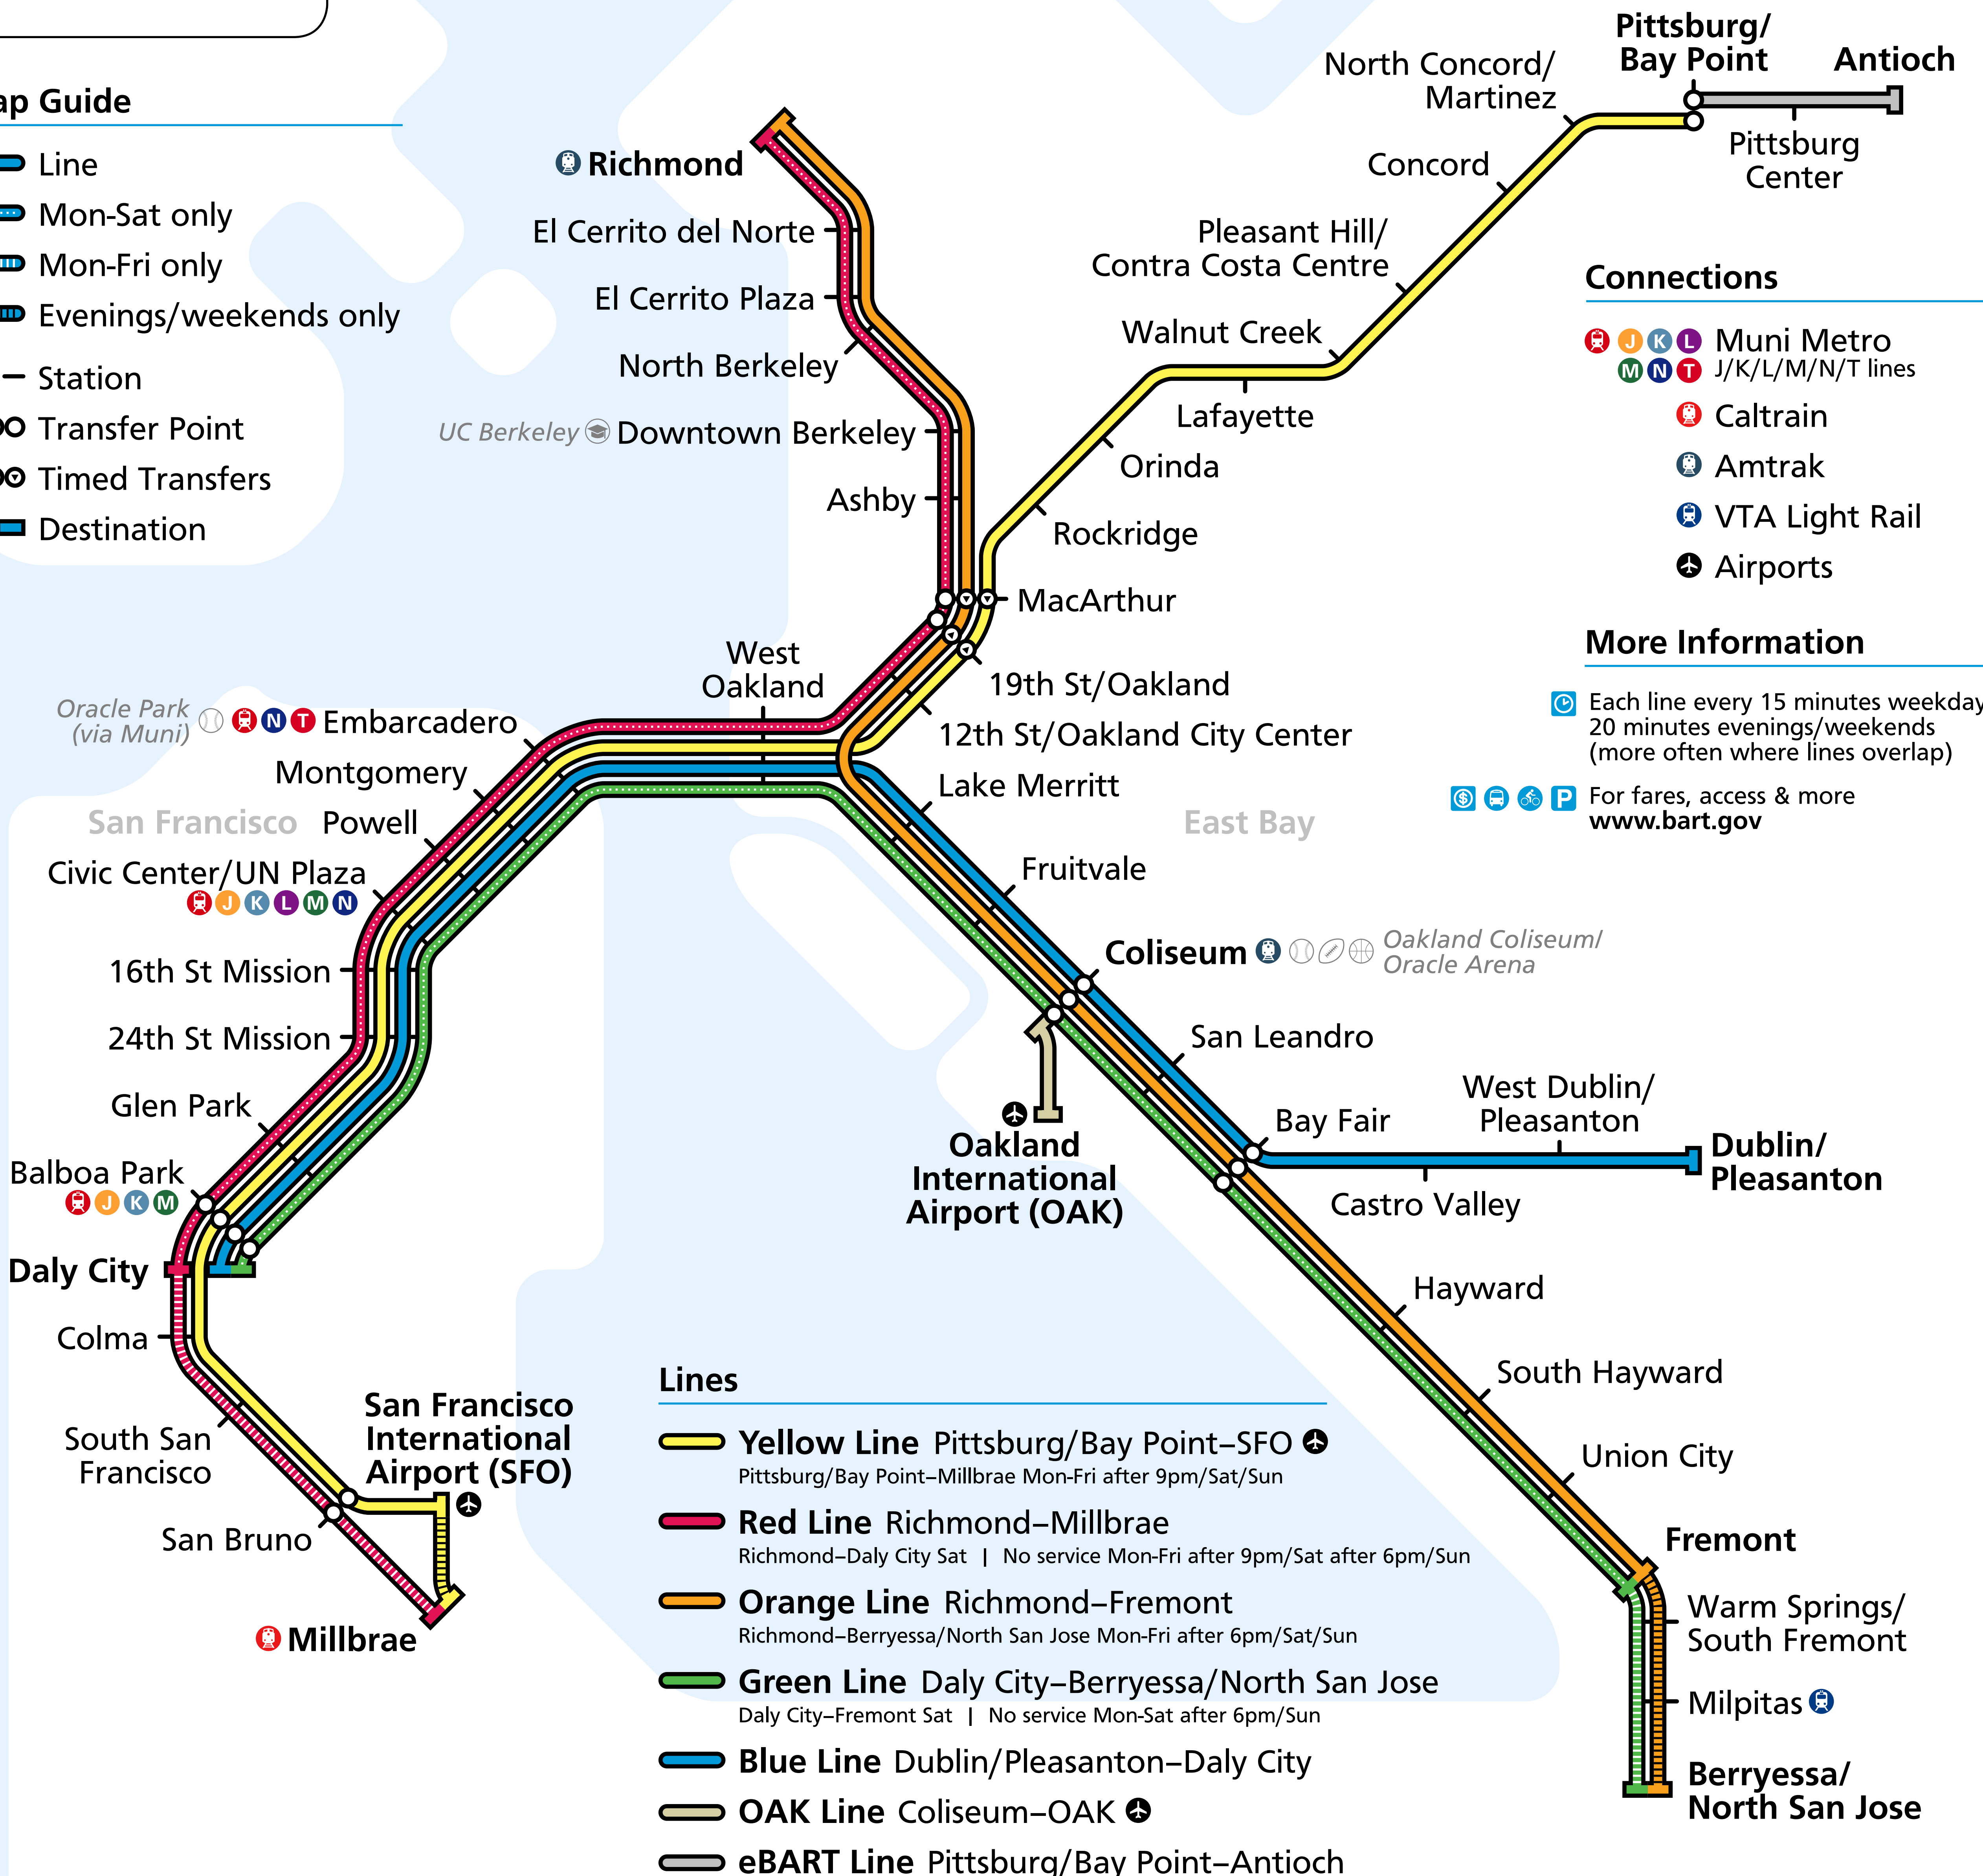 ap Guide
Line
Mon-Sat only
Mon-Fri only
Evenings/weekends only
Station
Transfer Point
Timed Transfers
Destination
Pittsburg/
Bay Point
Antioch
North Concord/
Martinez
Pittsburg
Center
Concord
Pleasant Hill/
Contra Costa Centre
Walnut Creek
Lafayette
Orinda
Rockridge
MacArthur
19th St/Oakland
12th St/Oakland City Center
Lake Merritt
Fruitvale
Coliseum
Oakland Coliseum/
Oracle Arena
San Leandro
Bay Fair
West Dublin/
Pleasanton
Dublin/
Pleasanton
Castro Valley
Hayward
South Hayward
Union City
Fremont
Warm Springs/
South Fremont
Milpitas
Berryessa/
North San Jose
Richmond
El Cerrito del Norte
El Cerrito Plaza
North Berkeley
UC Berkeley
Downtown Berkeley
Ashby
West
Oakland
Oracle Park
(via Muni)
N T
Embarcadero
Montgomery
San Francisco
Powell
Civic Center/UN Plaza
J K L M N
16th St Mission
24th St Mission
Glen Park
Balboa Park
J K M
Daly City
Colma
South San
Francisco
San Bruno
San Francisco
International
Airport (SFO)
Millbrae
East Bay
Oakland
International
Airport (OAK)
Connections
J K L
Muni Metro
M N T
J/K/L/M/N/T lines
Caltrain
Amtrak
VTA Light Rail
Airports
More Information
Each line every 15 minutes weekday
20 minutes evenings/weekends
(more often where lines overlap)
$ P
For fares, access & more
www.bart.gov
Lines
Yellow Line Pittsburg/Bay Point–SFO
Pittsburg/Bay Point–Millbrae Mon-Fri after 9pm/Sat/Sun
Red Line Richmond–Millbrae
Richmond–Daly City Sat | No service Mon-Fri after 9pm/Sat after 6pm/Sun
Orange Line Richmond–Fremont
Richmond–Berryessa/North San Jose Mon-Fri after 6pm/Sat/Sun
Green Line Daly City–Berryessa/North San Jose
Daly City–Fremont Sat | No service Mon-Sat after 6pm/Sun
Blue Line Dublin/Pleasanton–Daly City
OAK Line Coliseum–OAK
eBART Line Pittsburg/Bay Point–Antioch